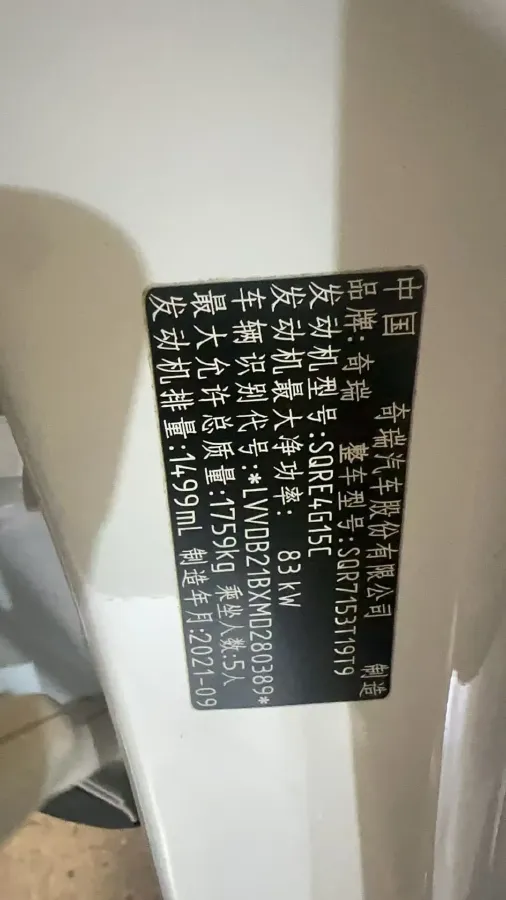 中国 奇瑞汽车股份有限公司 制造
品牌:奇瑞 整车型号:SQR7153T19T9
发动机型号:SQRE4G15C
发动机最大净功率: 83 kW
车辆识别代号:*LVVDB21BXMD280389*
最大允许总质量:1759kg 乘坐人数:5人
发动机排量:1499mL 制造年月:2021-09